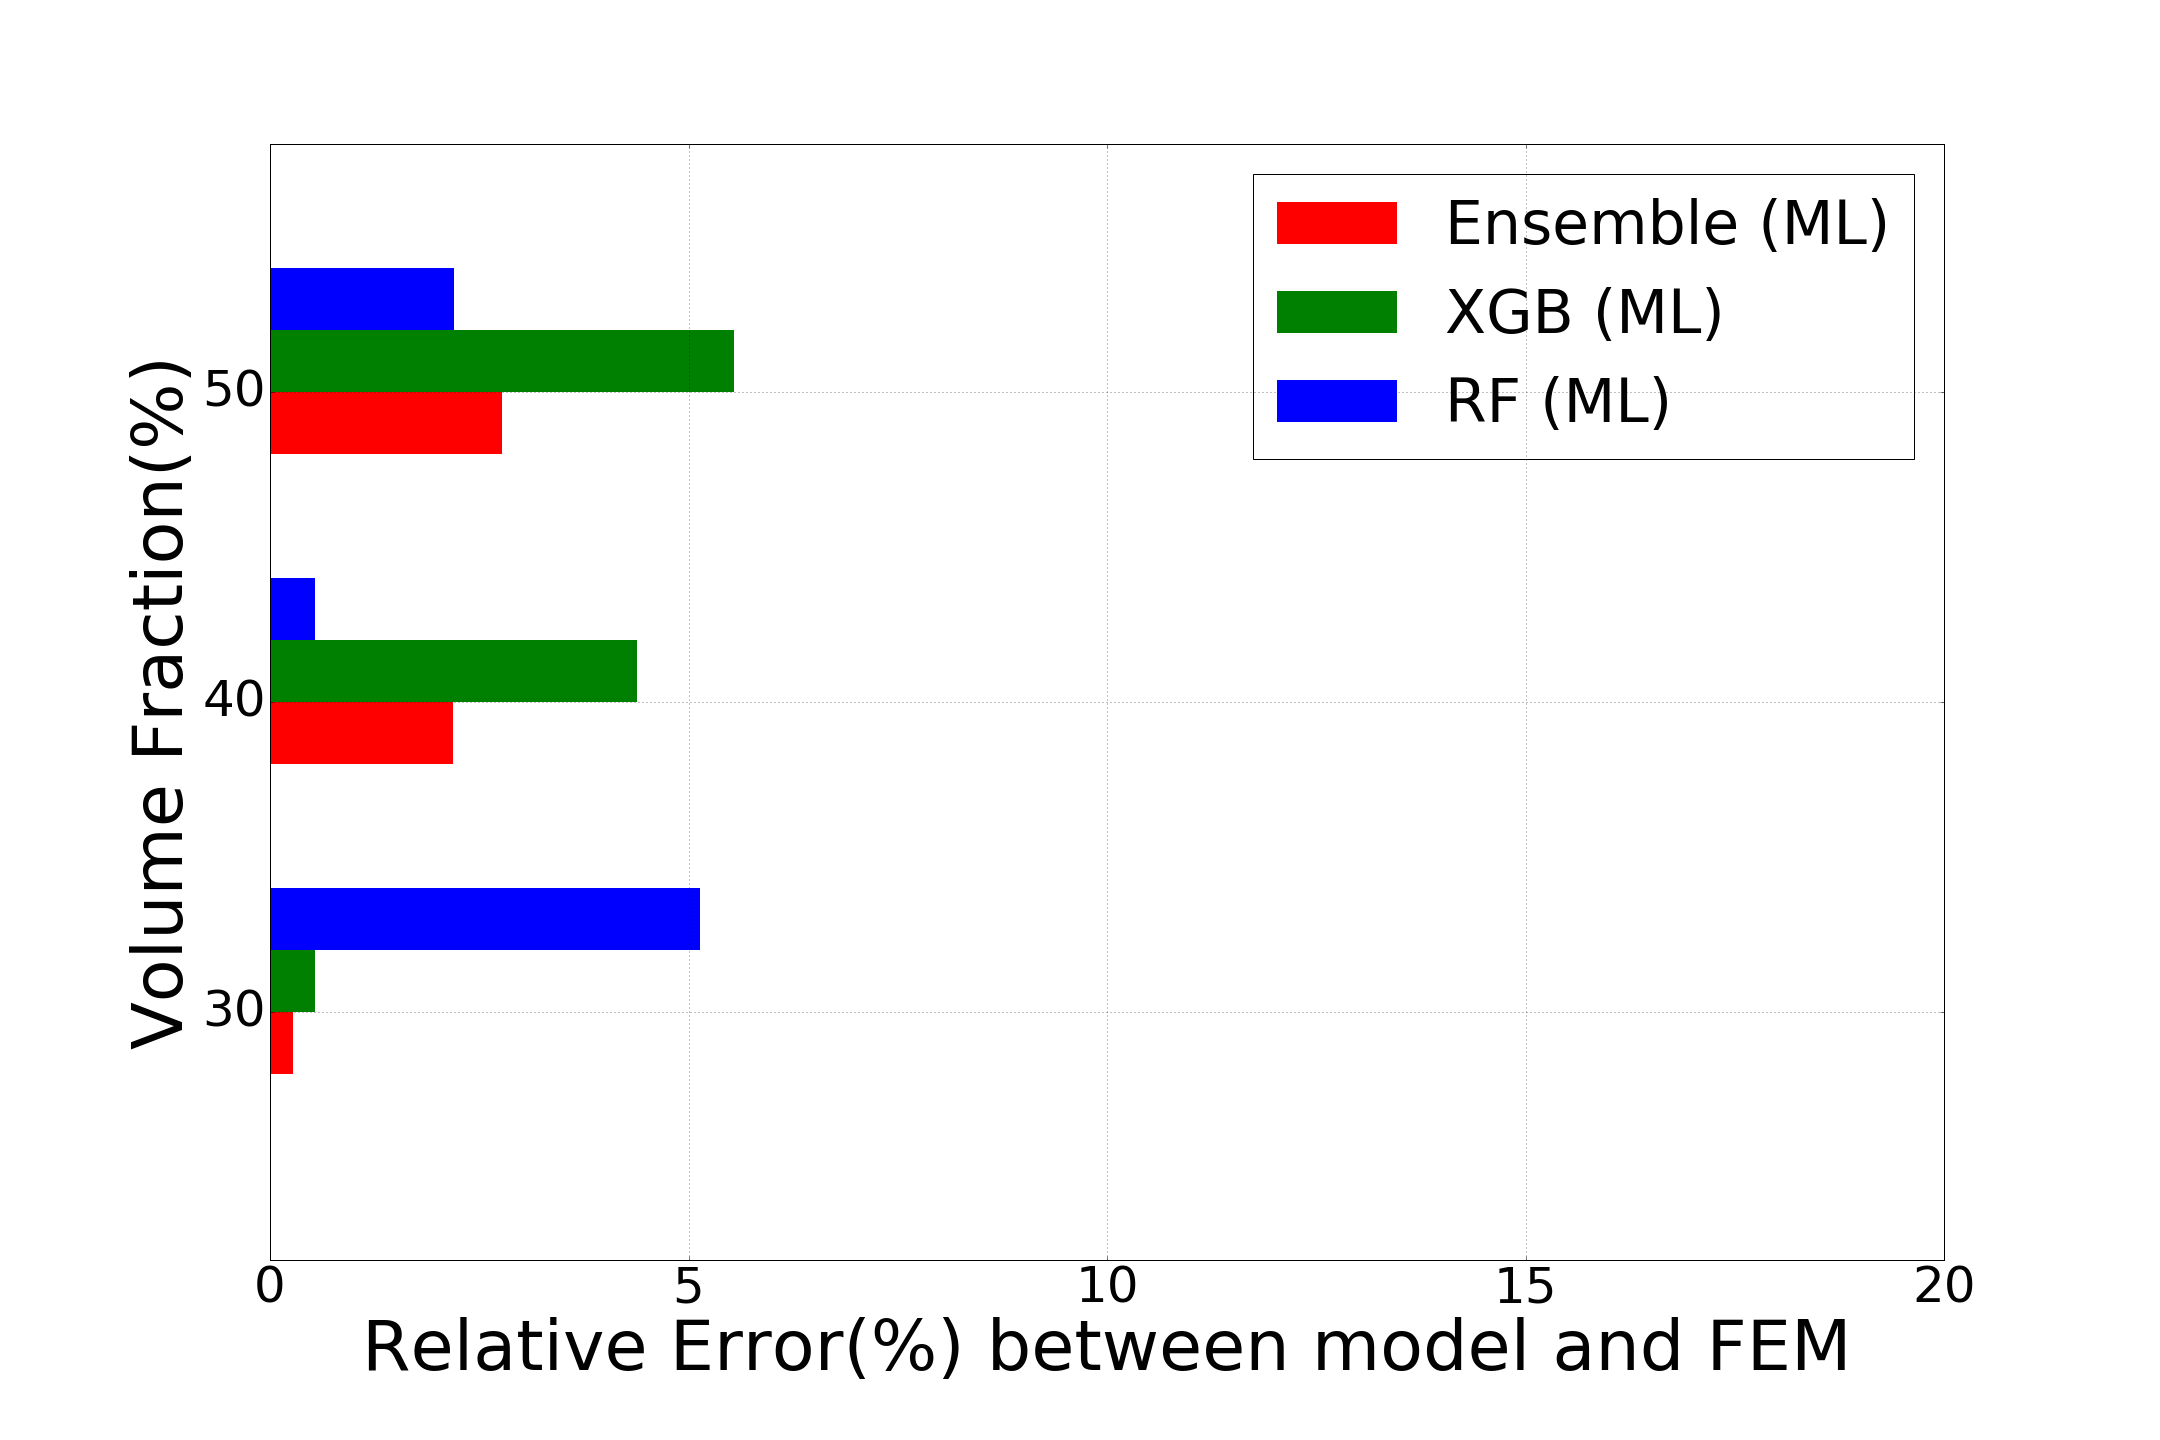 Ensemble (ML)
XGB (ML)
RF (ML)
Volume Fraction(%)
50
40
30
0 5 10 15 20
Relative Error(%) between model and FEM